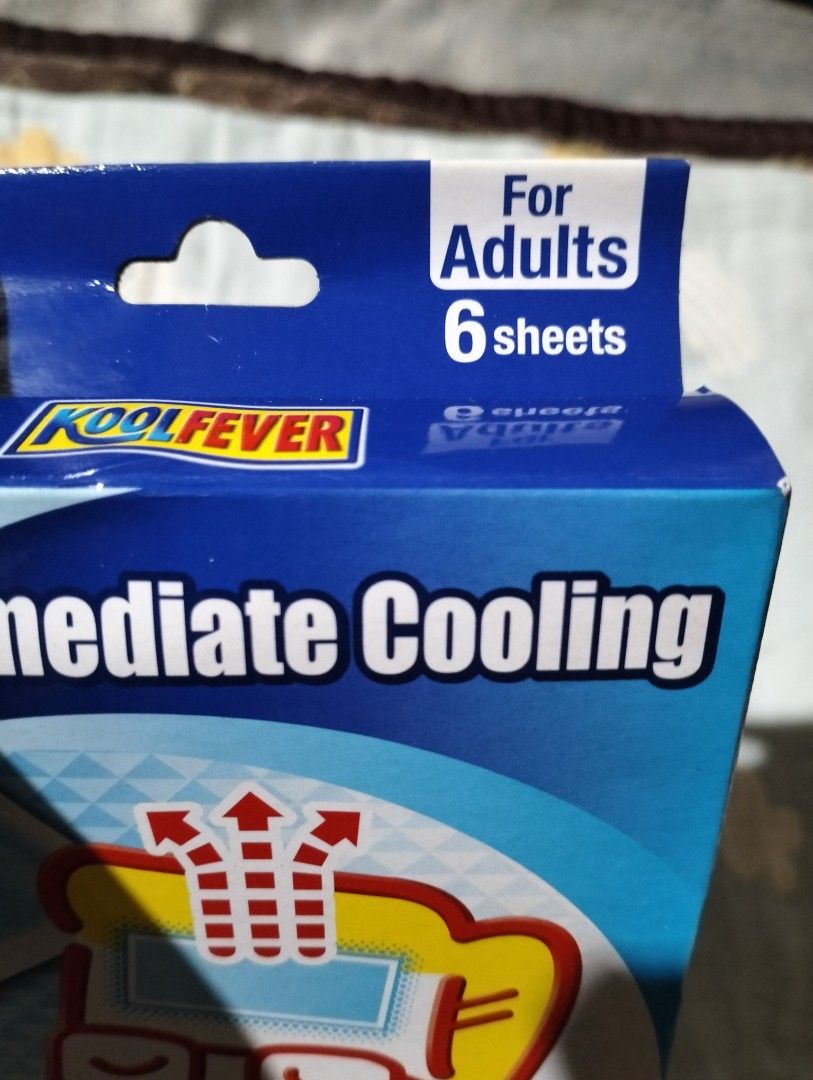 For
Adults
6 sheets
KOOLFEVER
mediate Cooling